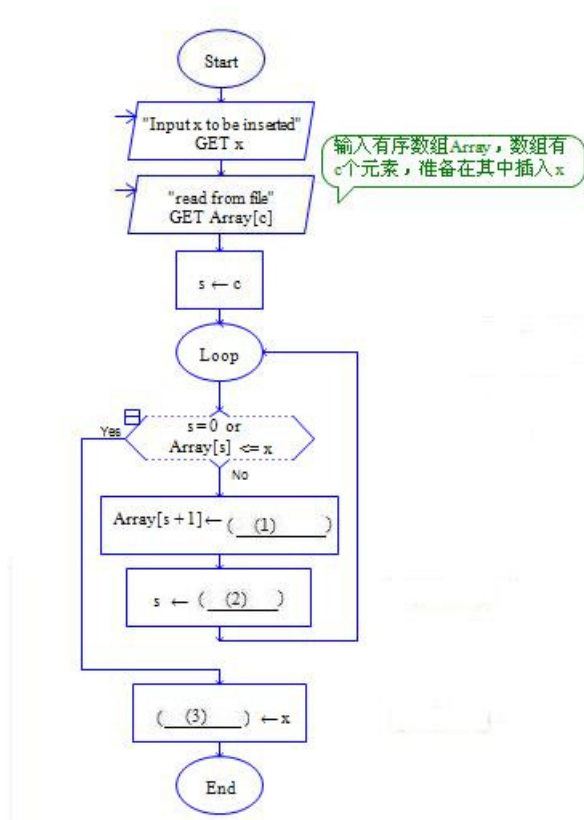 Start
"Input x to be inserted"
GET x
输入有序数组Array，数组有
c个元素，准备在其中插入x
"read from file"
GET Array[c]
s ← c
Loop
s=0 or
Array[s] <= x
Yes
No
Array[s+1]← ( (1) )
s ← ( (2) )
( (3) ) ← x
End